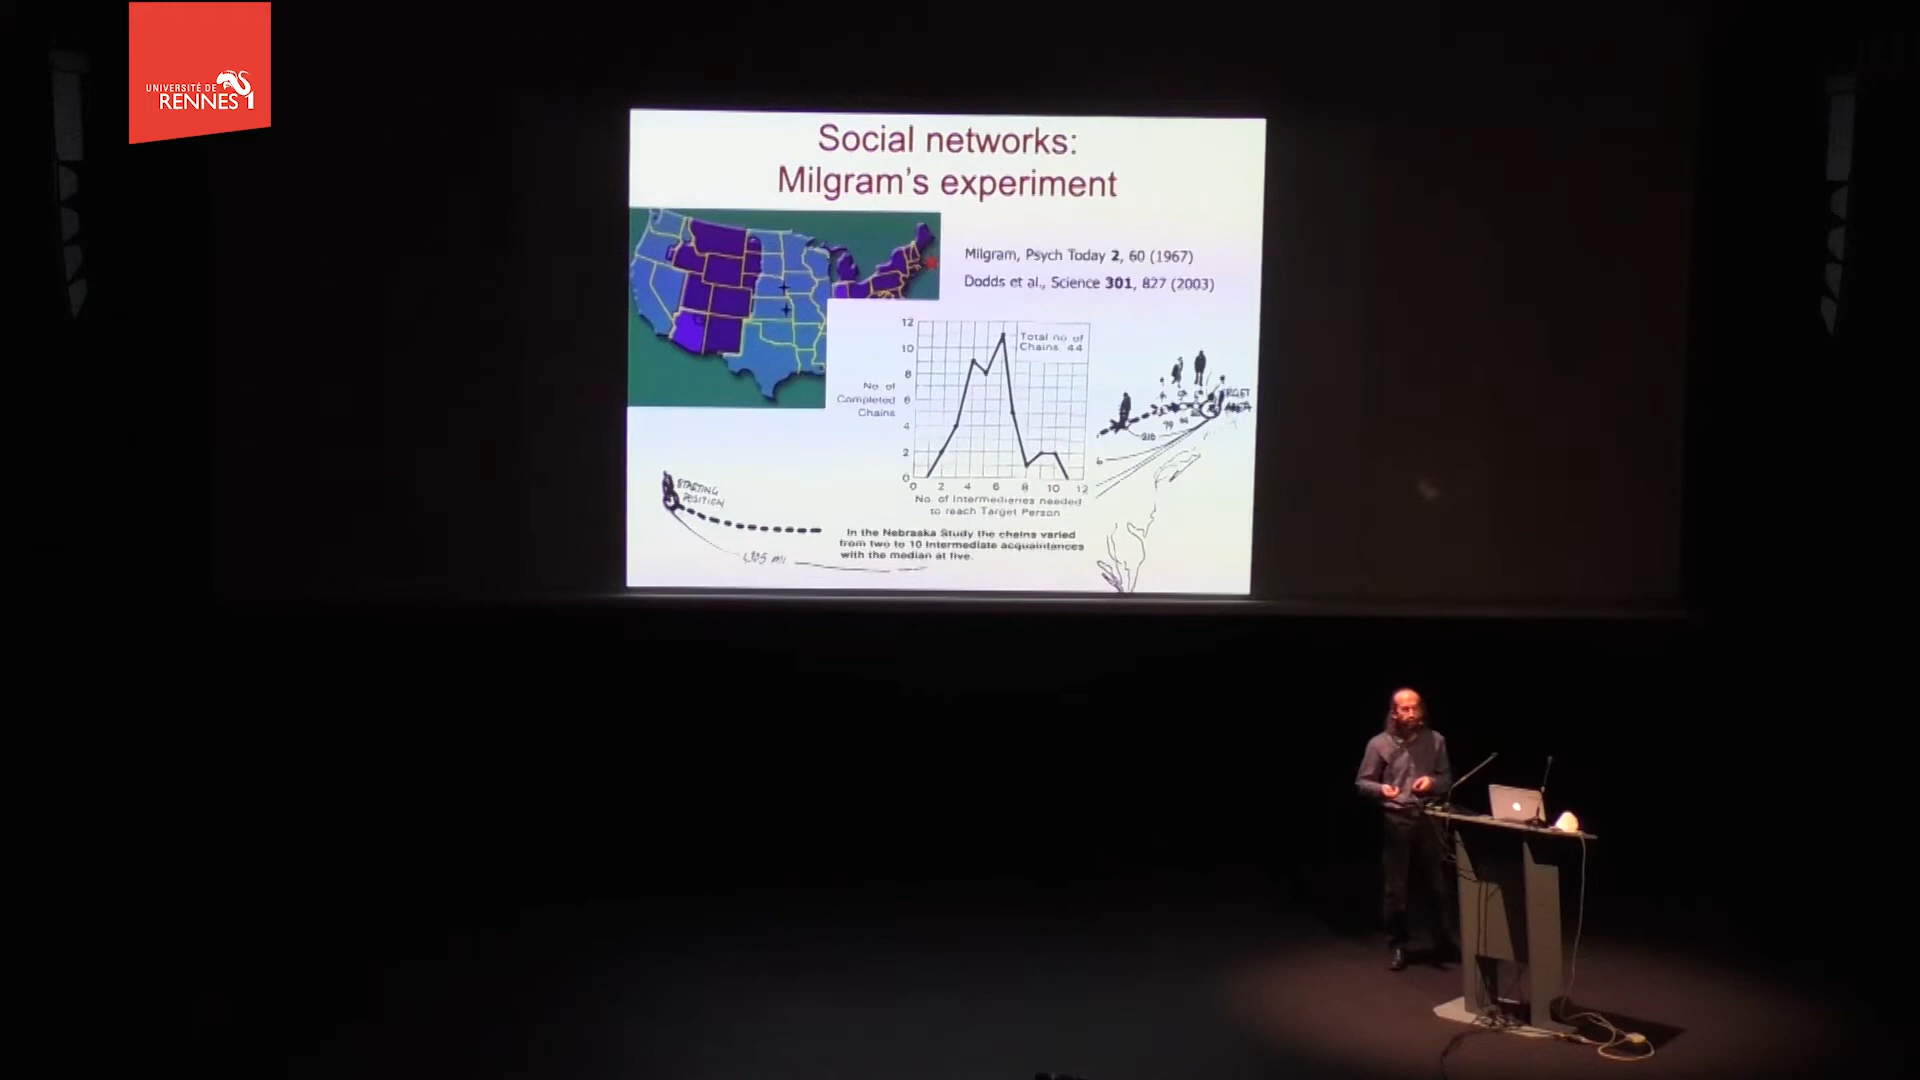 UNIVERSITÉ DE
RENNES 1
Social networks:
Milgram's experiment
Milgram, Psych Today 2, 60 (1967)
Dodds et al., Science 301, 827 (2003)
12
10
8
6
4
2
0
No. of
Completed
Chains
Total no. of
Chains 44
0 2 4 6 8 10 12
No. of Intermediaries needed
to reach Target Person
In the Nebraska Study the chains varied
from two to 10 intermediate acquaintances
with the median at five.
STARTING
POSITION
210
6